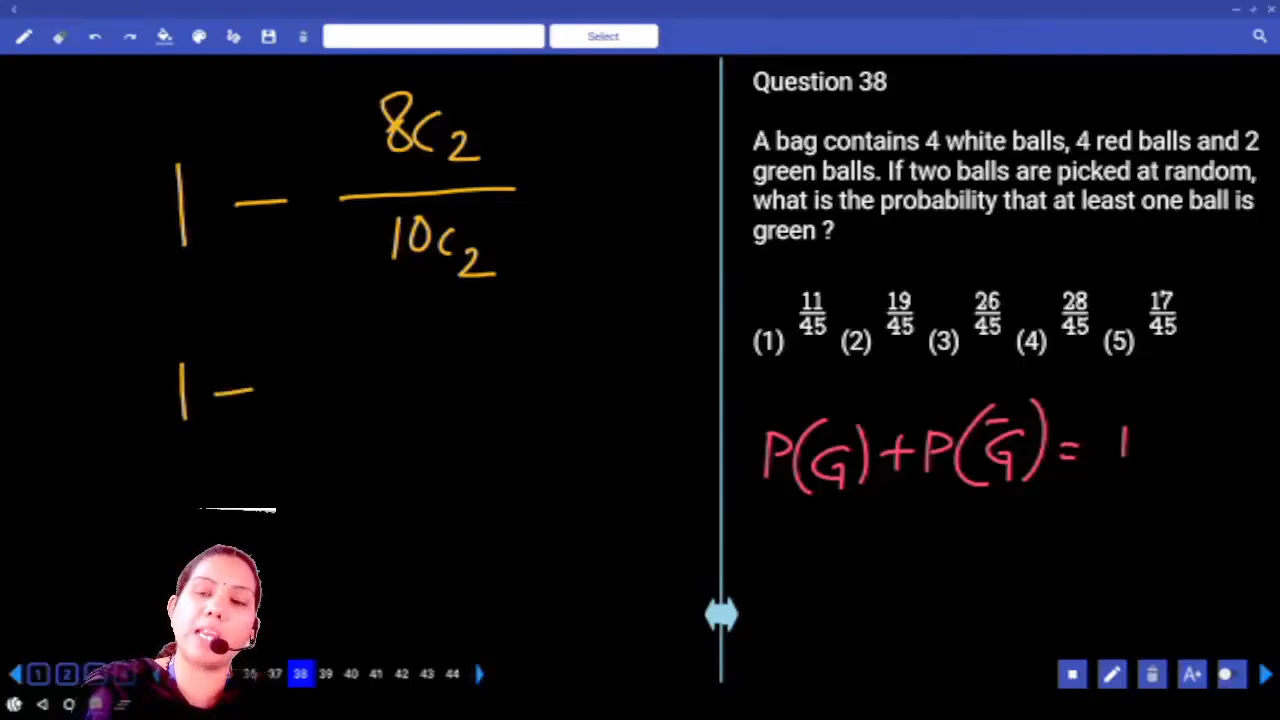 Select
8C2
1 — ──
10C2
1 —
Question 38
A bag contains 4 white balls, 4 red balls and 2
green balls. If two balls are picked at random,
what is the probability that at least one ball is
green ?
(1) 11/45 (2) 19/45 (3) 26/45 (4) 28/45 (5) 17/45
P(G) + P(G̅) = 1
1 2 36 37 38 39 40 41 42 43 44
A+